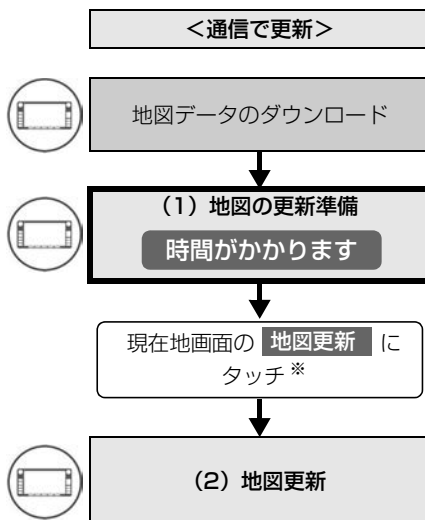 ＜通信で更新＞
地図データのダウンロード
（1）地図の更新準備
時間がかかります
現在地画面の 地図更新 に
タッチ※
（2）地図更新